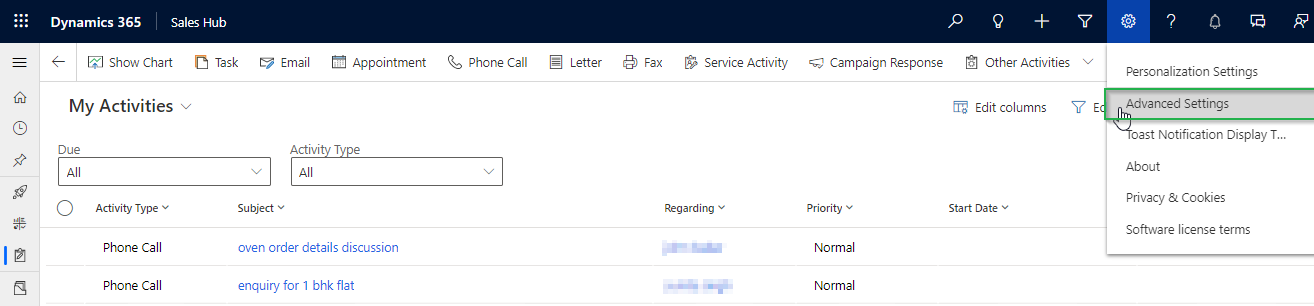 Dynamics 365 Sales Hub
Show Chart Task Email Appointment Phone Call Letter Fax Service Activity Campaign Response Other Activities
Personalization Settings
My Activities Edit columns
Advanced Settings
Toast Notification Display T...
Due Activity Type
All All
About
Privacy & Cookies
Activity Type Subject Regarding Priority Start Date
Software license terms
Phone Call oven order details discussion Normal
Phone Call enquiry for 1 bhk flat Normal